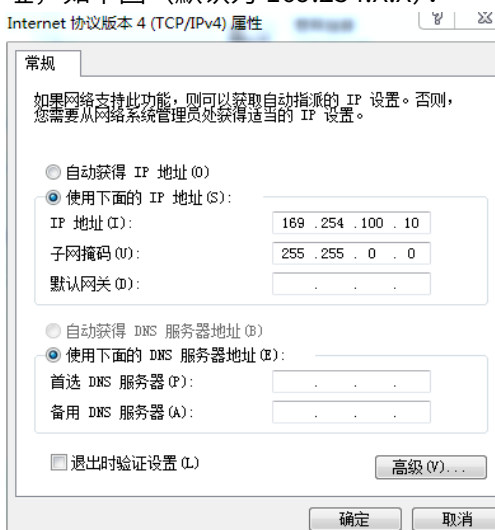 Internet 协议版本 4 (TCP/IPv4) 属性
常规
如果网络支持此功能，则可以获取自动指派的 IP 设置。否则，
您需要从网络系统管理员处获得适当的 IP 设置。
自动获得 IP 地址(O)
使用下面的 IP 地址(S):
IP 地址(I): 169 .254 .100 . 10
子网掩码(U): 255 .255 . 0 . 0
默认网关(D): . . .
自动获得 DNS 服务器地址(B)
使用下面的 DNS 服务器地址(E):
首选 DNS 服务器(P): . . .
备用 DNS 服务器(A): . . .
退出时验证设置(L)
高级(V)...
确定 取消